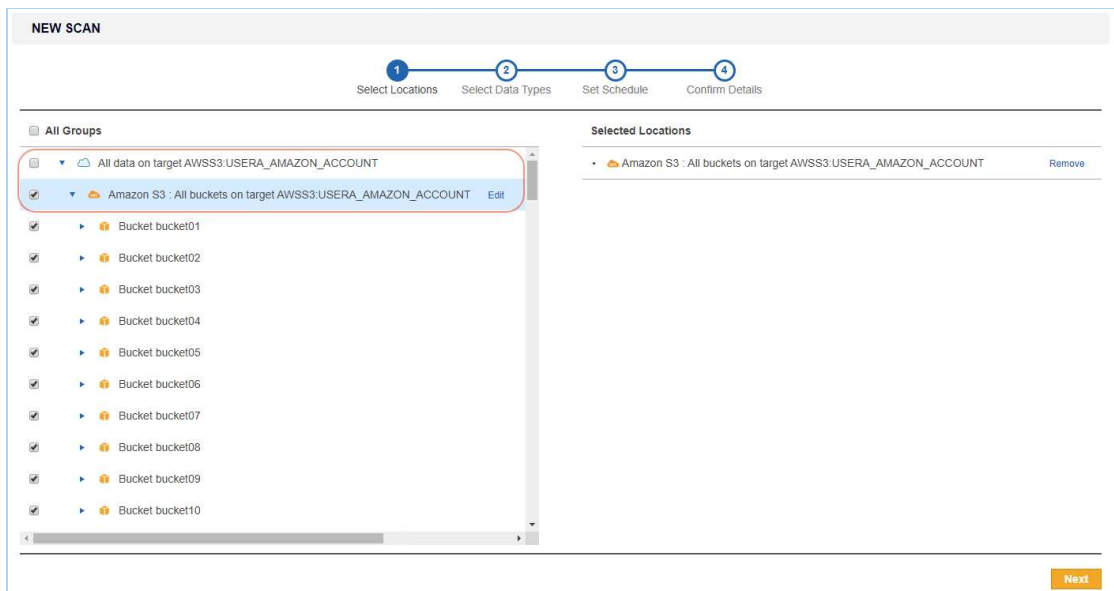 NEW SCAN
1 2 3 4
Select Locations Select Data Types Set Schedule Confirm Details
All Groups
All data on target AWSS3:USERA_AMAZON_ACCOUNT
Amazon S3 : All buckets on target AWSS3:USERA_AMAZON_ACCOUNT Edit
Bucket bucket01
Bucket bucket02
Bucket bucket03
Bucket bucket04
Bucket bucket05
Bucket bucket06
Bucket bucket07
Bucket bucket08
Bucket bucket09
Bucket bucket10
Selected Locations
Amazon S3 : All buckets on target AWSS3:USERA_AMAZON_ACCOUNT Remove
Next